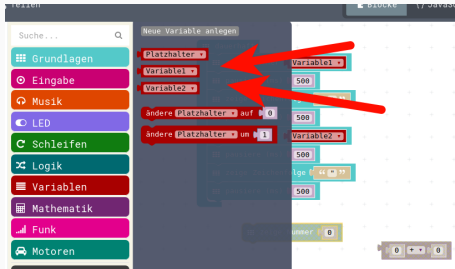 Teilen
Blöcke
{} JavaS
Suche...
Neue Variable anlegen
Grundlagen
Platzhalter
Variable1
Eingabe
Variable1
500
Variable2
Musik
500
LED
ändere Platzhalter auf 0
Schleifen
ändere Platzhalter um 1
Variable2
Logik
500
Variablen
" "
500
Mathematik
Funk
nummer 0
Motoren
0 + 0